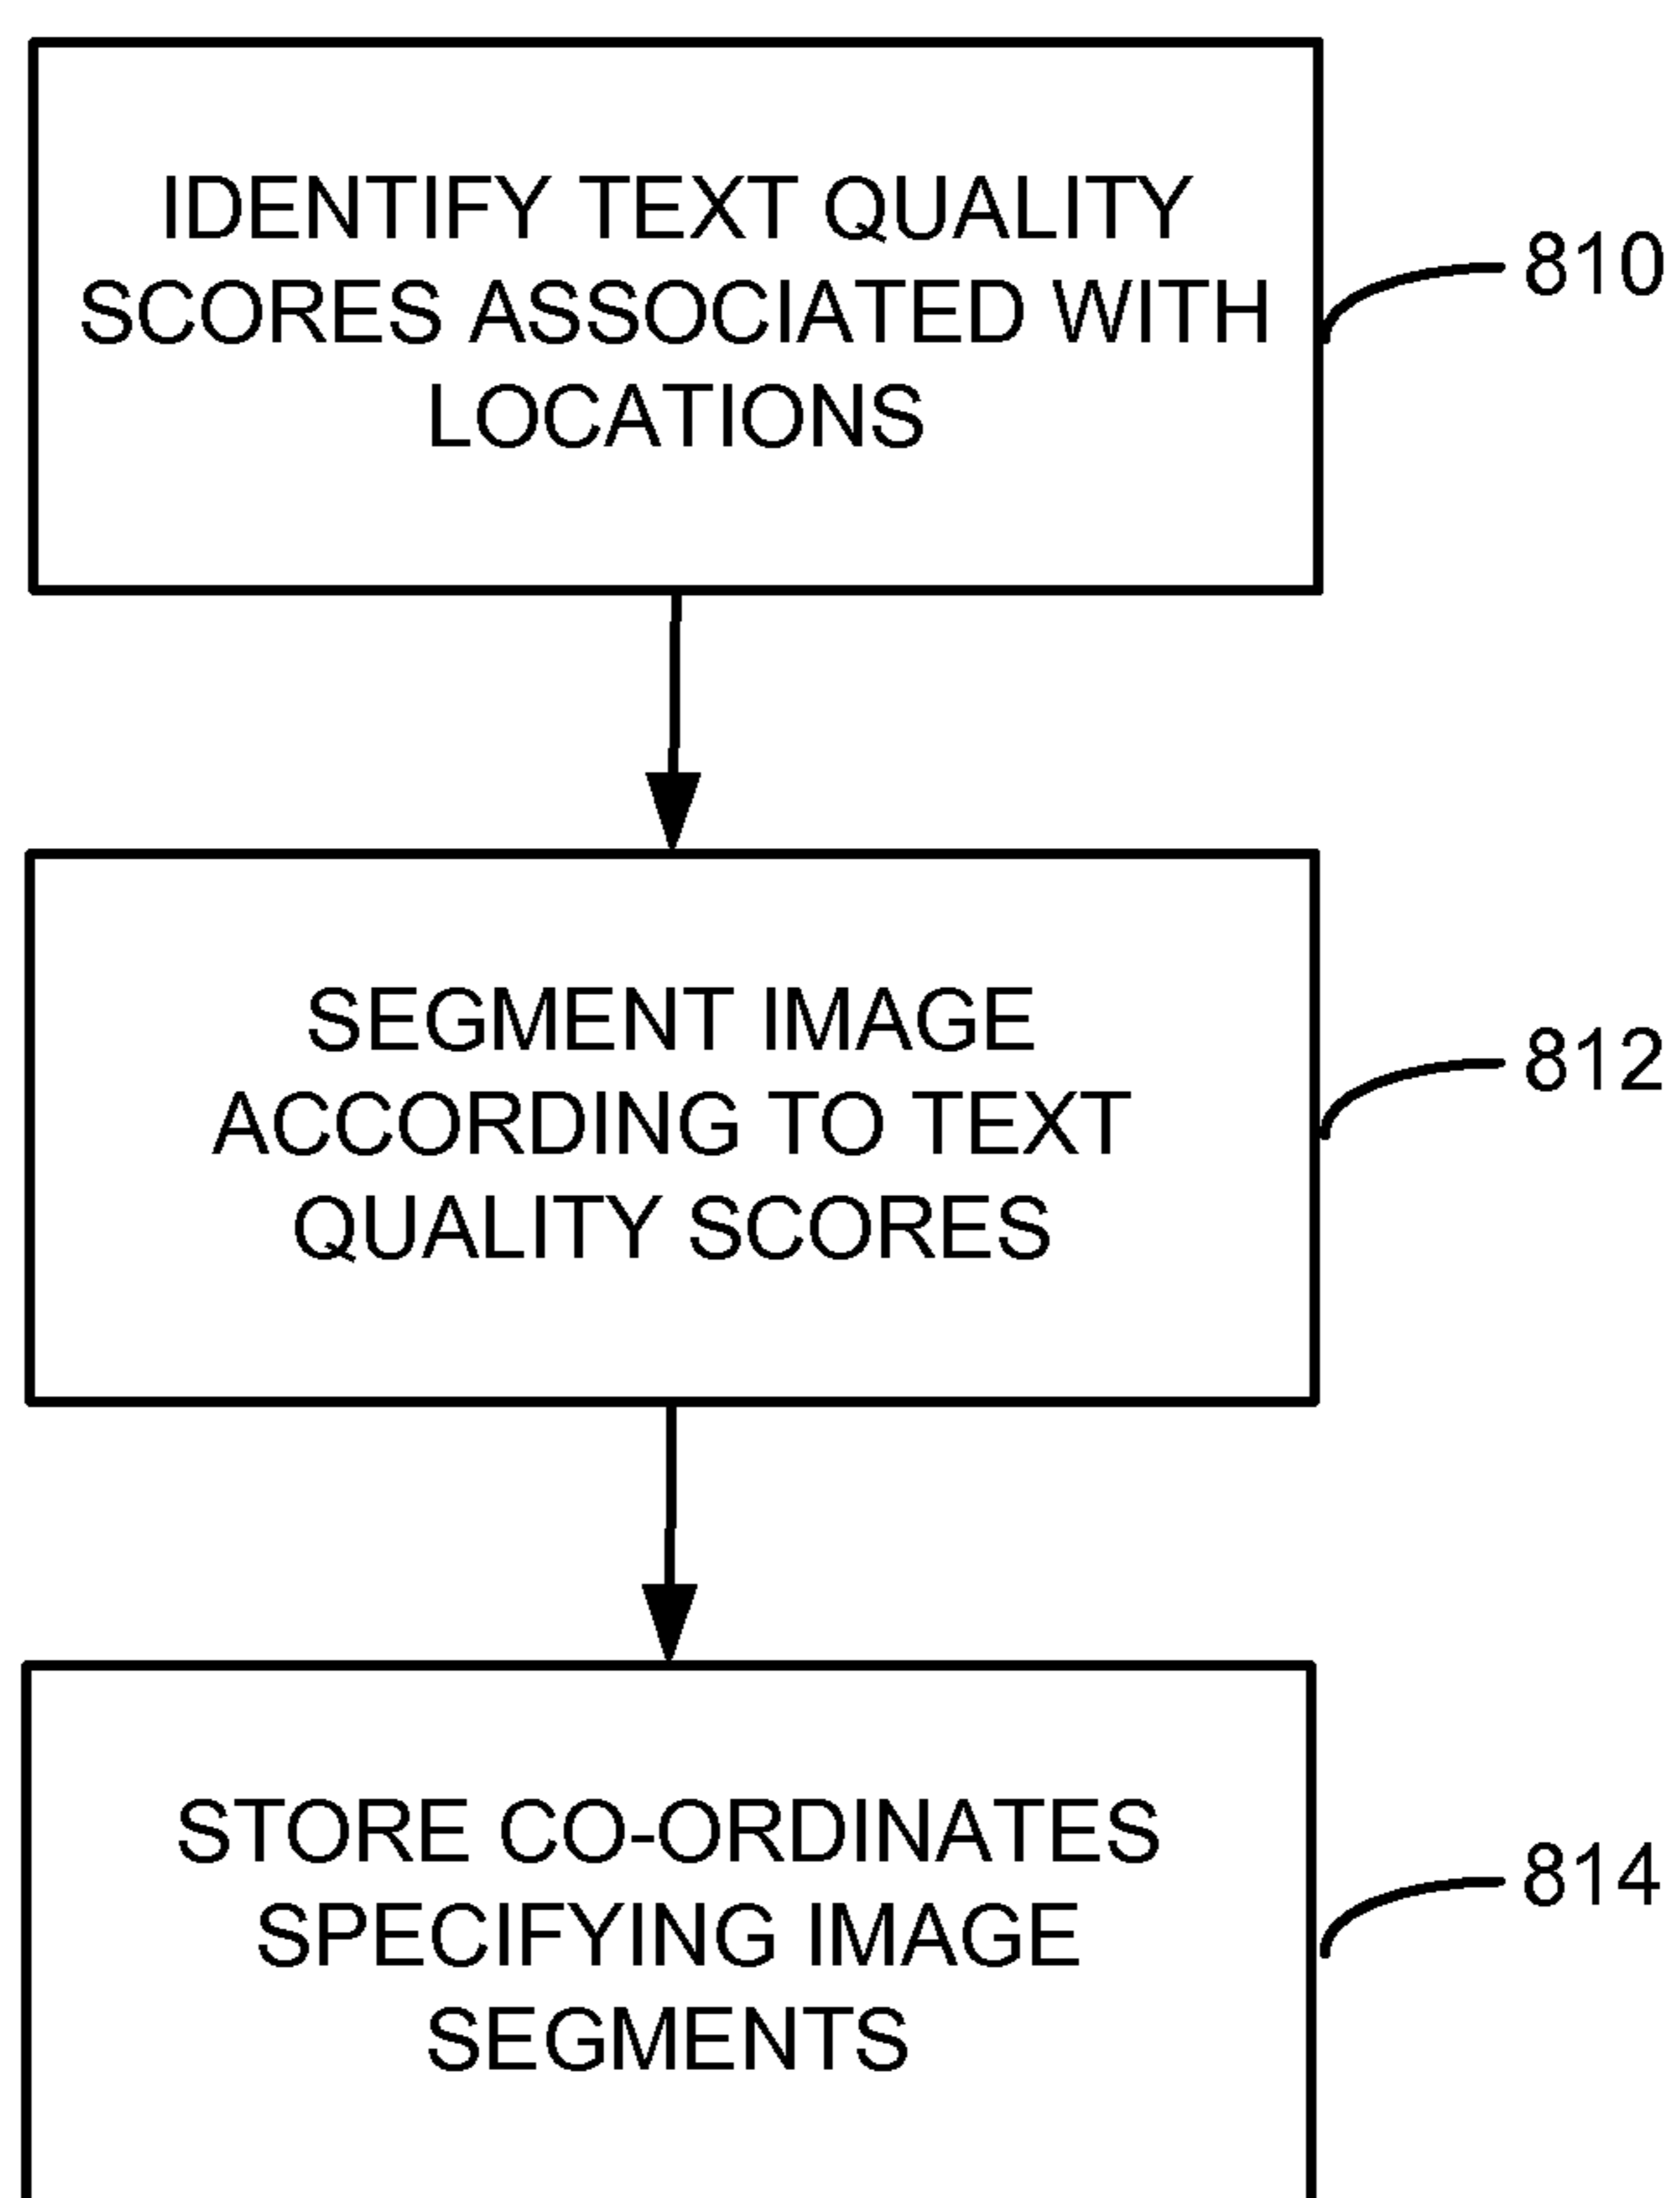 IDENTIFY TEXT QUALITY
SCORES ASSOCIATED WITH
LOCATIONS
810
SEGMENT IMAGE
ACCORDING TO TEXT
QUALITY SCORES
812
STORE CO-ORDINATES
SPECIFYING IMAGE
SEGMENTS
814